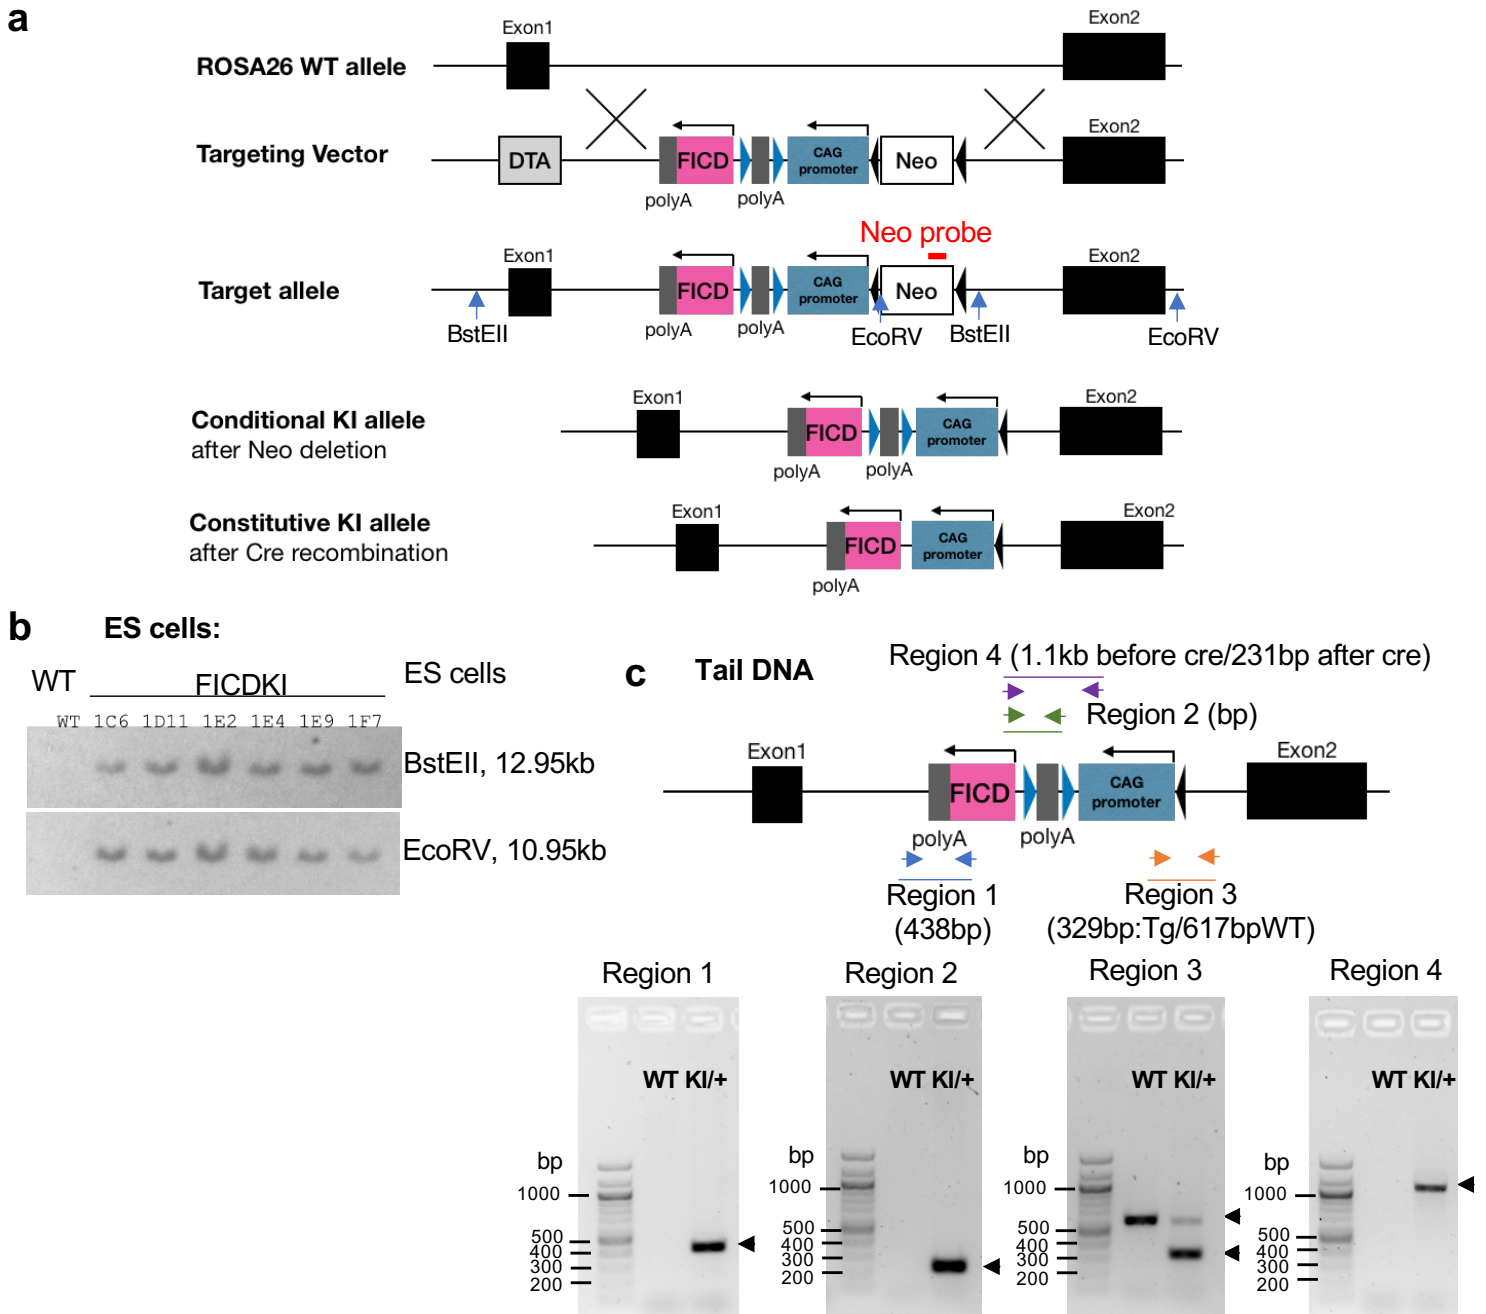 a
Exon1
Exon2
ROSA26 WT allele
Targeting Vector
DTA
FICD
CAG
promoter
Neo
Exon2
polyA
polyA
Neo probe
Exon1
Exon2
Target allele
FICD
CAG
promoter
Neo
BstEII
polyA
polyA
EcoRV
BstEII
EcoRV
Conditional KI allele
after Neo deletion
Exon1
FICD
CAG
promoter
Exon2
polyA
polyA
Constitutive KI allele
after Cre recombination
Exon1
FICD
CAG
promoter
Exon2
polyA
b
ES cells:
WT
FICDKI
ES cells
WT 1C6 1D11 1E2 1E4 1E9 1F7
BstEII, 12.95kb
EcoRV, 10.95kb
c
Tail DNA
Region 4 (1.1kb before cre/231bp after cre)
Region 2 (bp)
Exon1
FICD
CAG
promoter
Exon2
polyA
polyA
Region 1
(438bp)
Region 3
(329bp:Tg/617bpWT)
Region 1
WT KI/+
bp
1000
500
400
300
200
Region 2
WT KI/+
bp
1000
500
400
300
200
Region 3
WT KI/+
bp
1000
500
400
300
200
Region 4
WT KI/+
bp
1000
500
400
300
200